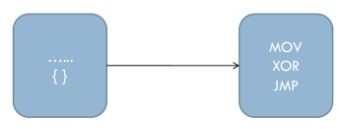 ......
{ }
MOV
XOR
JMP